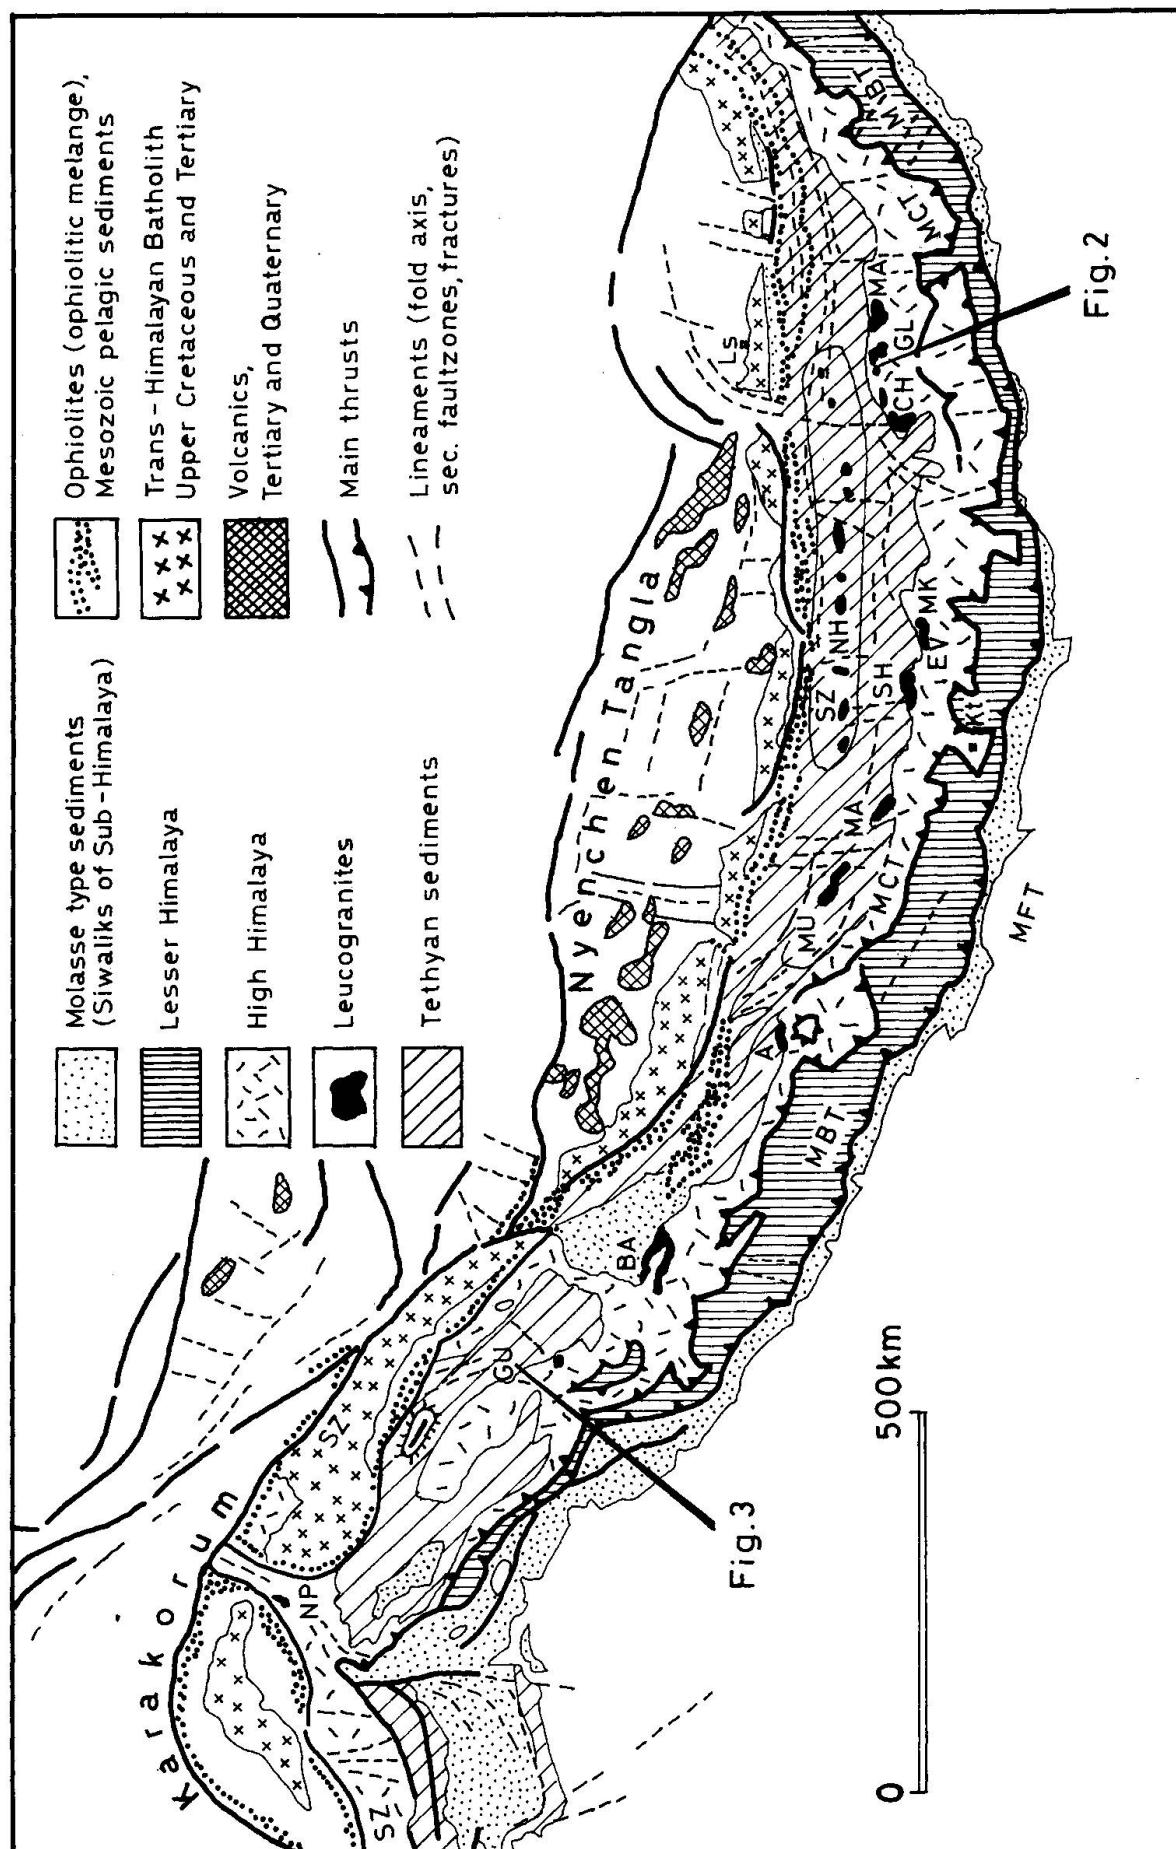 Molasse type sediments
(Siwaliks of Sub-Himalaya)
Lesser Himalaya
High Himalaya
Leucogranites
Tethyan sediments
Ophiolites (ophiolitic melange),
Mesozoic pelagic sediments
Trans-Himalayan Batholith
Upper Cretaceous and Tertiary
Volcanics,
Tertiary and Quaternary
Main thrusts
Lineaments (fold axis,
sec. faultzones, fractures)
Karakorum
Nyenchen Tangla
SZ
NP
SZ
GU
BA
A
MU
MA
SZ
NH
SH
EV
MK
Kt
Ls
CH
GL
MA
MCT
MBT
MCT
MBT
MFT
Fig.3
Fig.2
0
500km